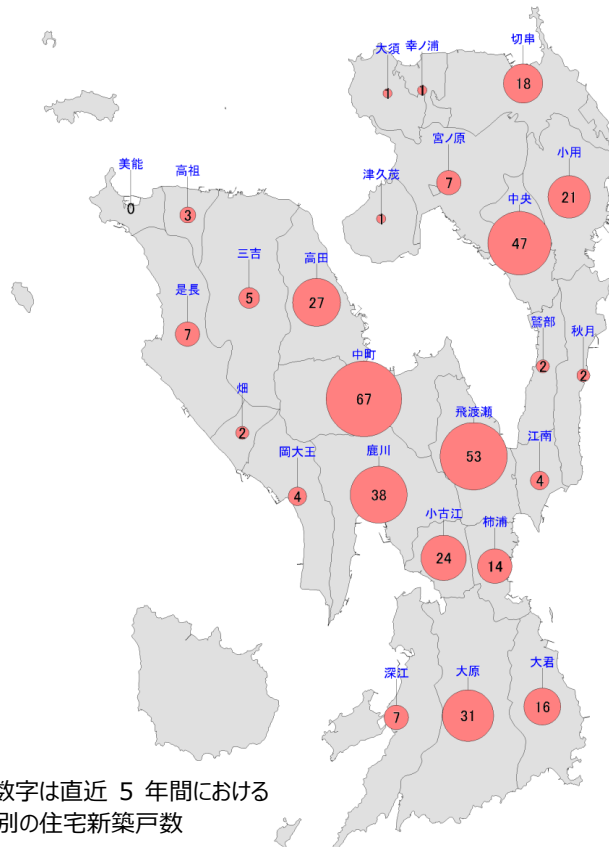 切串
18
大須
1
幸ノ浦
1
宮ノ原
7
小用
21
美能
0
高祖
3
津久茂
1
中央
47
三吉
5
高田
27
是長
7
鷲部
2
秋月
2
中町
67
畑
2
飛渡瀬
53
岡大王
4
鹿川
38
江南
4
小古江
24
柿浦
14
深江
7
大原
31
大君
16
数字は直近 5 年間における
別の住宅新築戸数